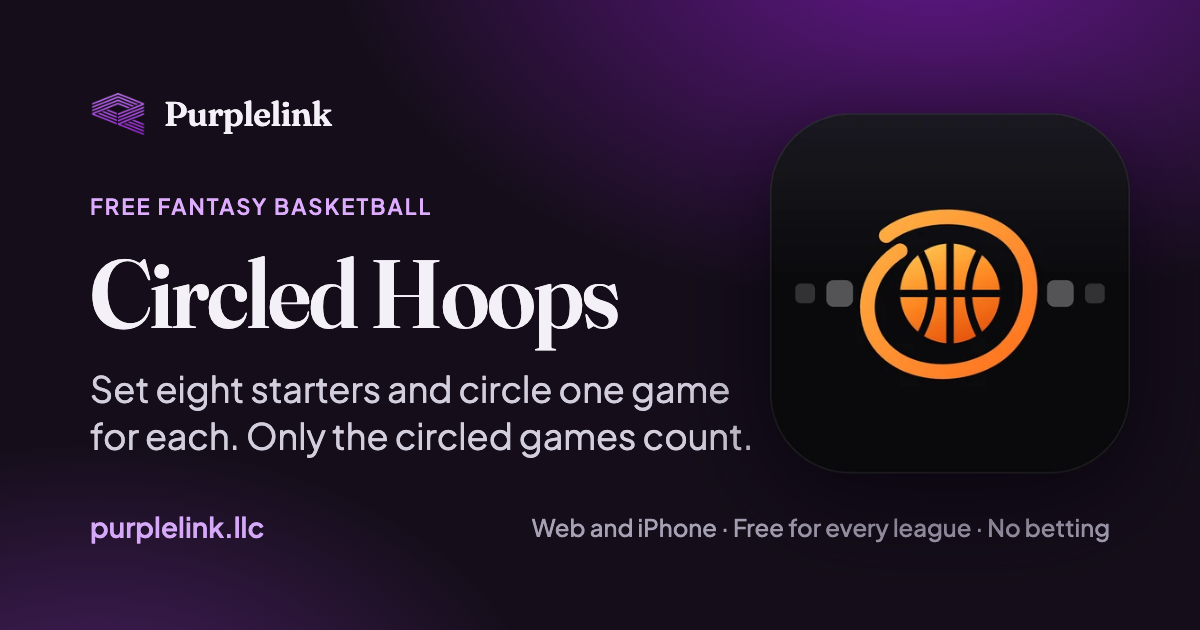 Purplelink
FREE FANTASY BASKETBALL
Circled Hoops
Set eight starters and circle one game
for each. Only the circled games count.
purplelink.llc
Web and iPhone · Free for every league · No betting